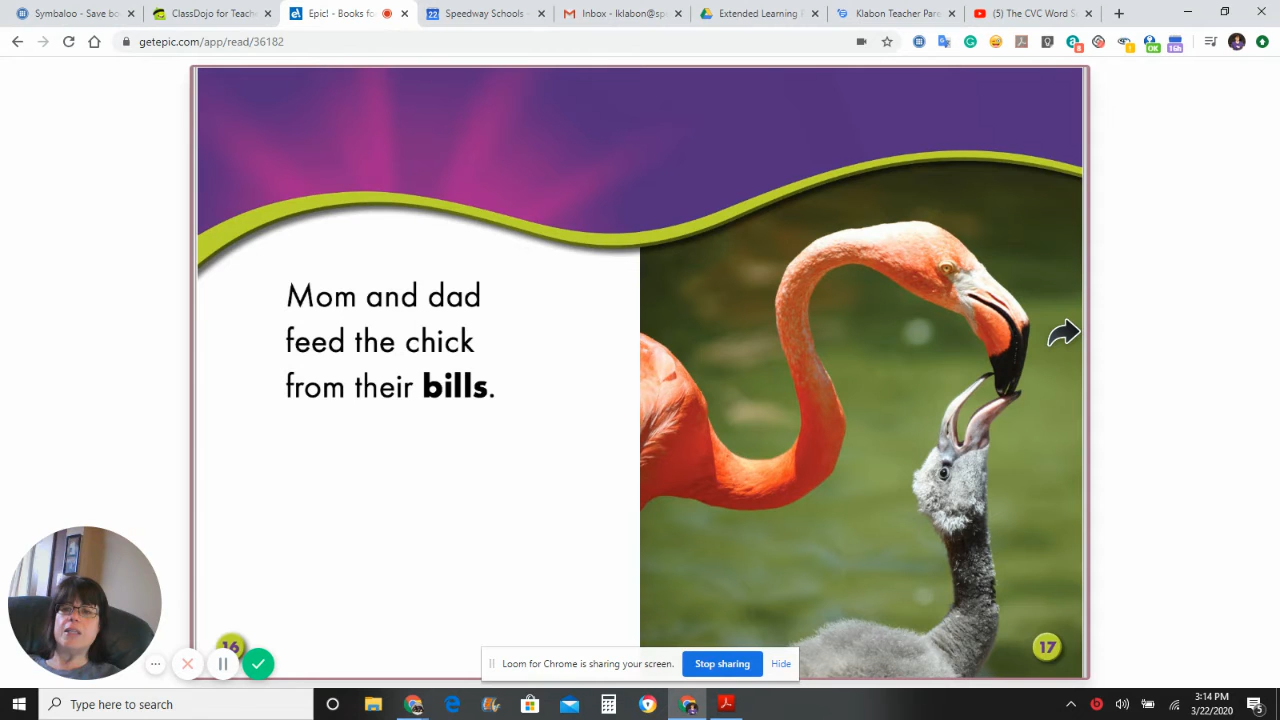 Symbaloo - Save bo
ClassDojo for Teache
Epic! - Books fo
Speedway Schools -
Inbox - lklabon@spe
Extended Learning P
Klabon Teacher Pare
(5) The CVC Word S
getepic.com/app/read/36182
Mom and dad
feed the chick
from their bills.
16
17
Loom for Chrome is sharing your screen.
Stop sharing
Hide
Type here to search
3:14 PM
3/22/2020